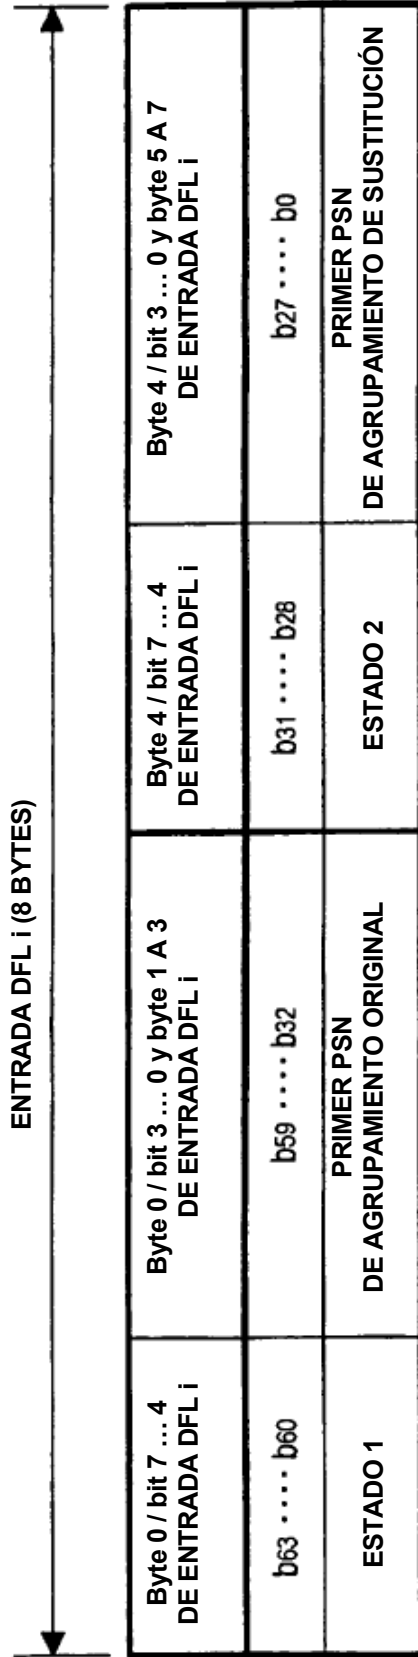 ENTRADA DFL i (8 BYTES)
Byte 0 / bit 7 ... 4
DE ENTRADA DFL i
Byte 0 / bit 3 ... 0 y byte 1 A 3
DE ENTRADA DFL i
Byte 4 / bit 7 ... 4
DE ENTRADA DFL i
Byte 4 / bit 3 ... 0 y byte 5 A 7
DE ENTRADA DFL i
b63 ···· b60
b59 ···· b32
b31 ···· b28
b27 ···· b0
ESTADO 1
PRIMER PSN
DE AGRUPAMIENTO ORIGINAL
ESTADO 2
PRIMER PSN
DE AGRUPAMIENTO DE SUSTITUCIÓN